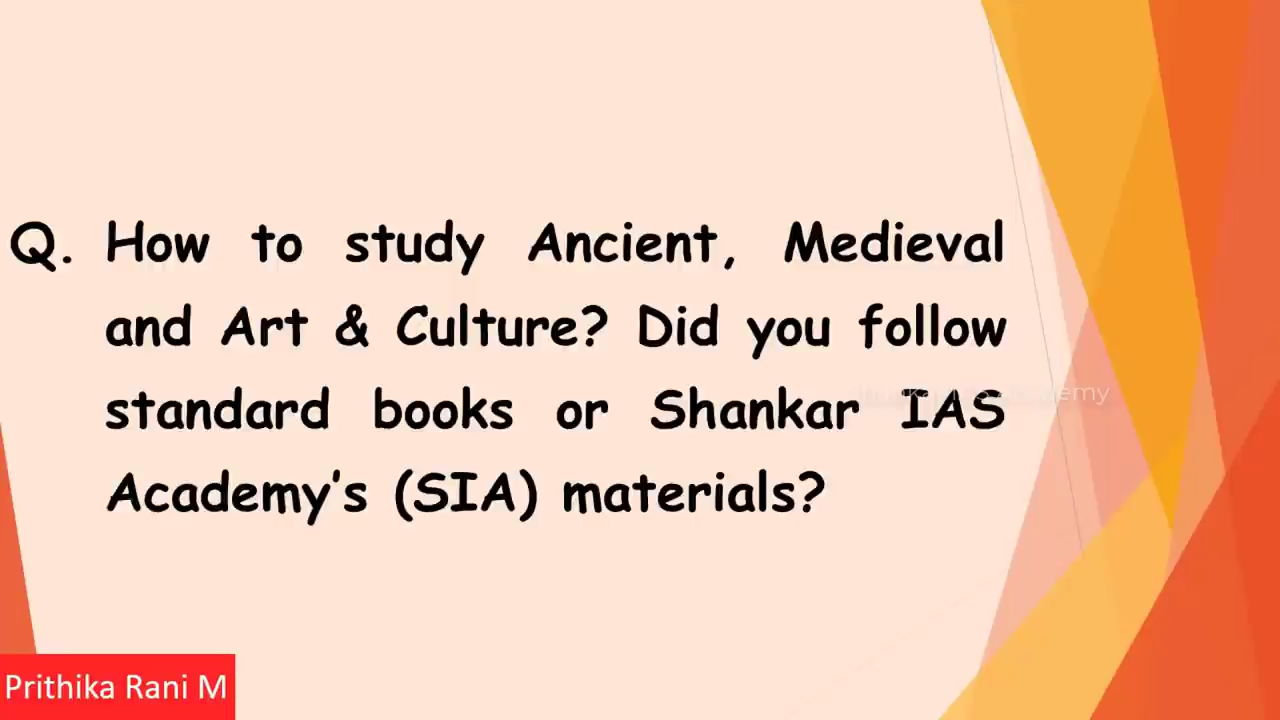 Q. How to study Ancient, Medieval
and Art & Culture? Did you follow
standard books or Shankar IAS
Academy's (SIA) materials?
Prithika Rani M